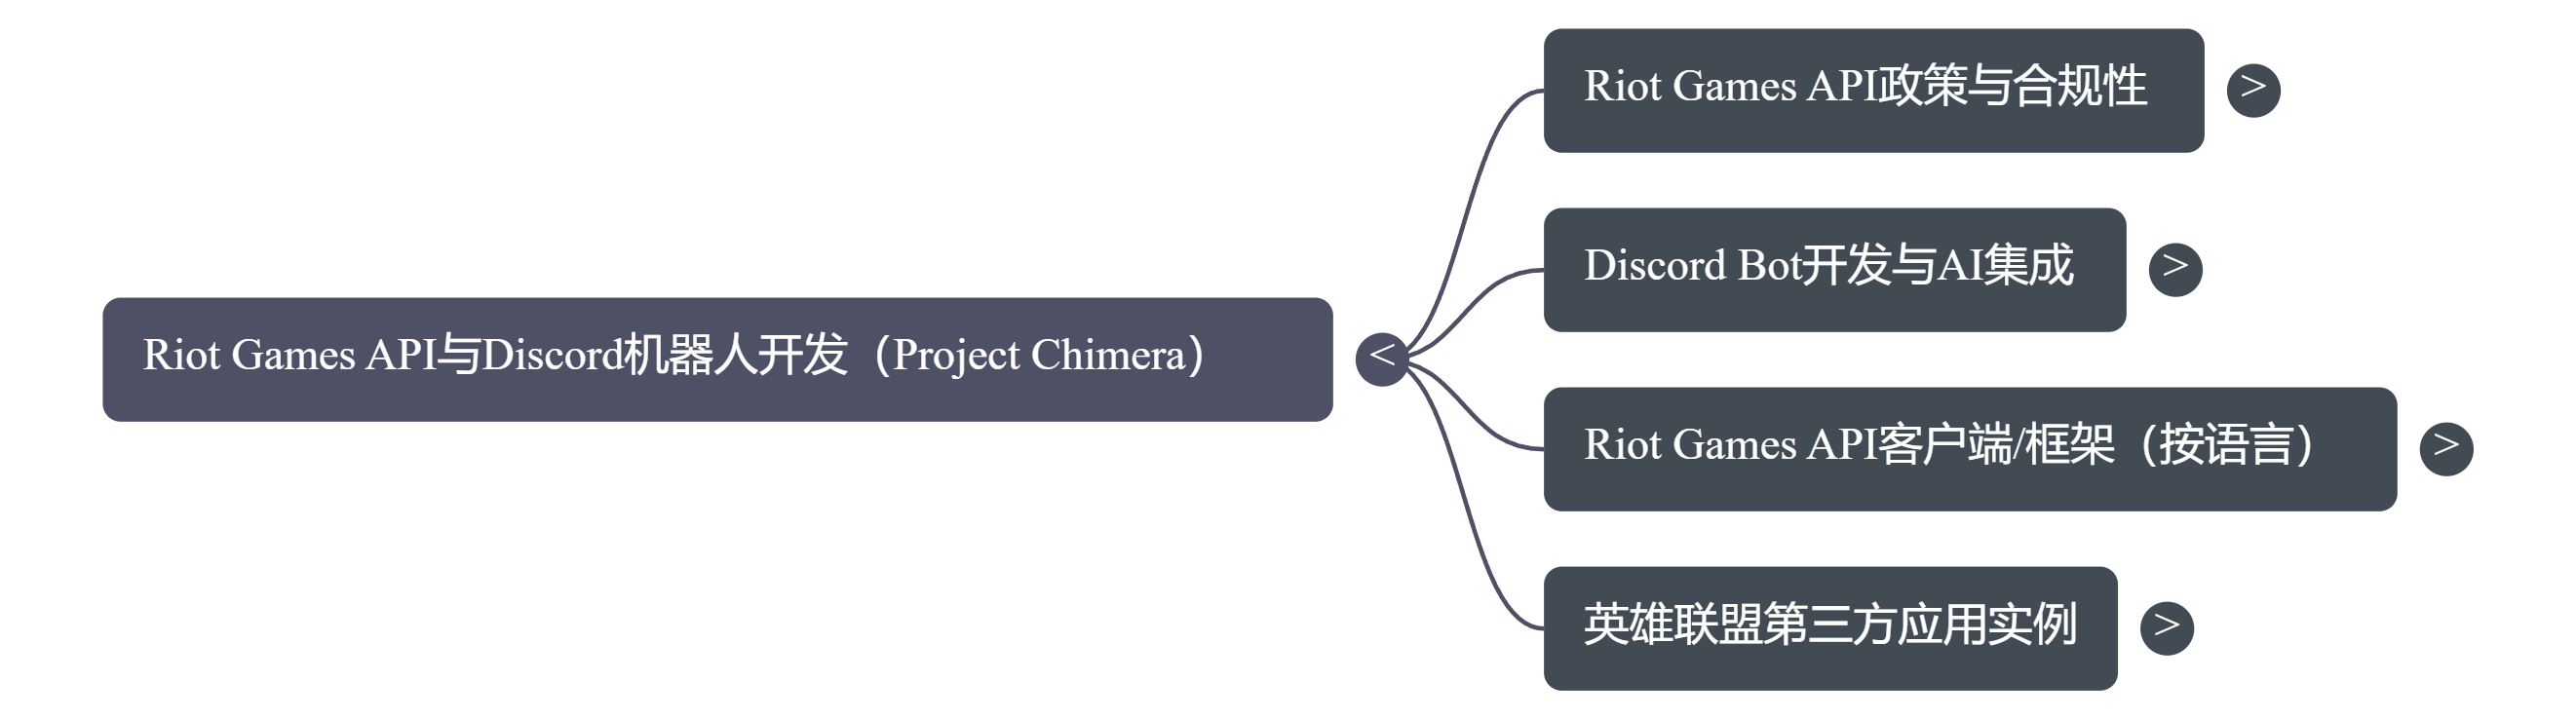 Riot Games API政策与合规性
>
Discord Bot开发与AI集成
>
Riot Games API与Discord机器人开发（Project Chimera）
<
Riot Games API客户端/框架（按语言）
>
英雄联盟第三方应用实例
>